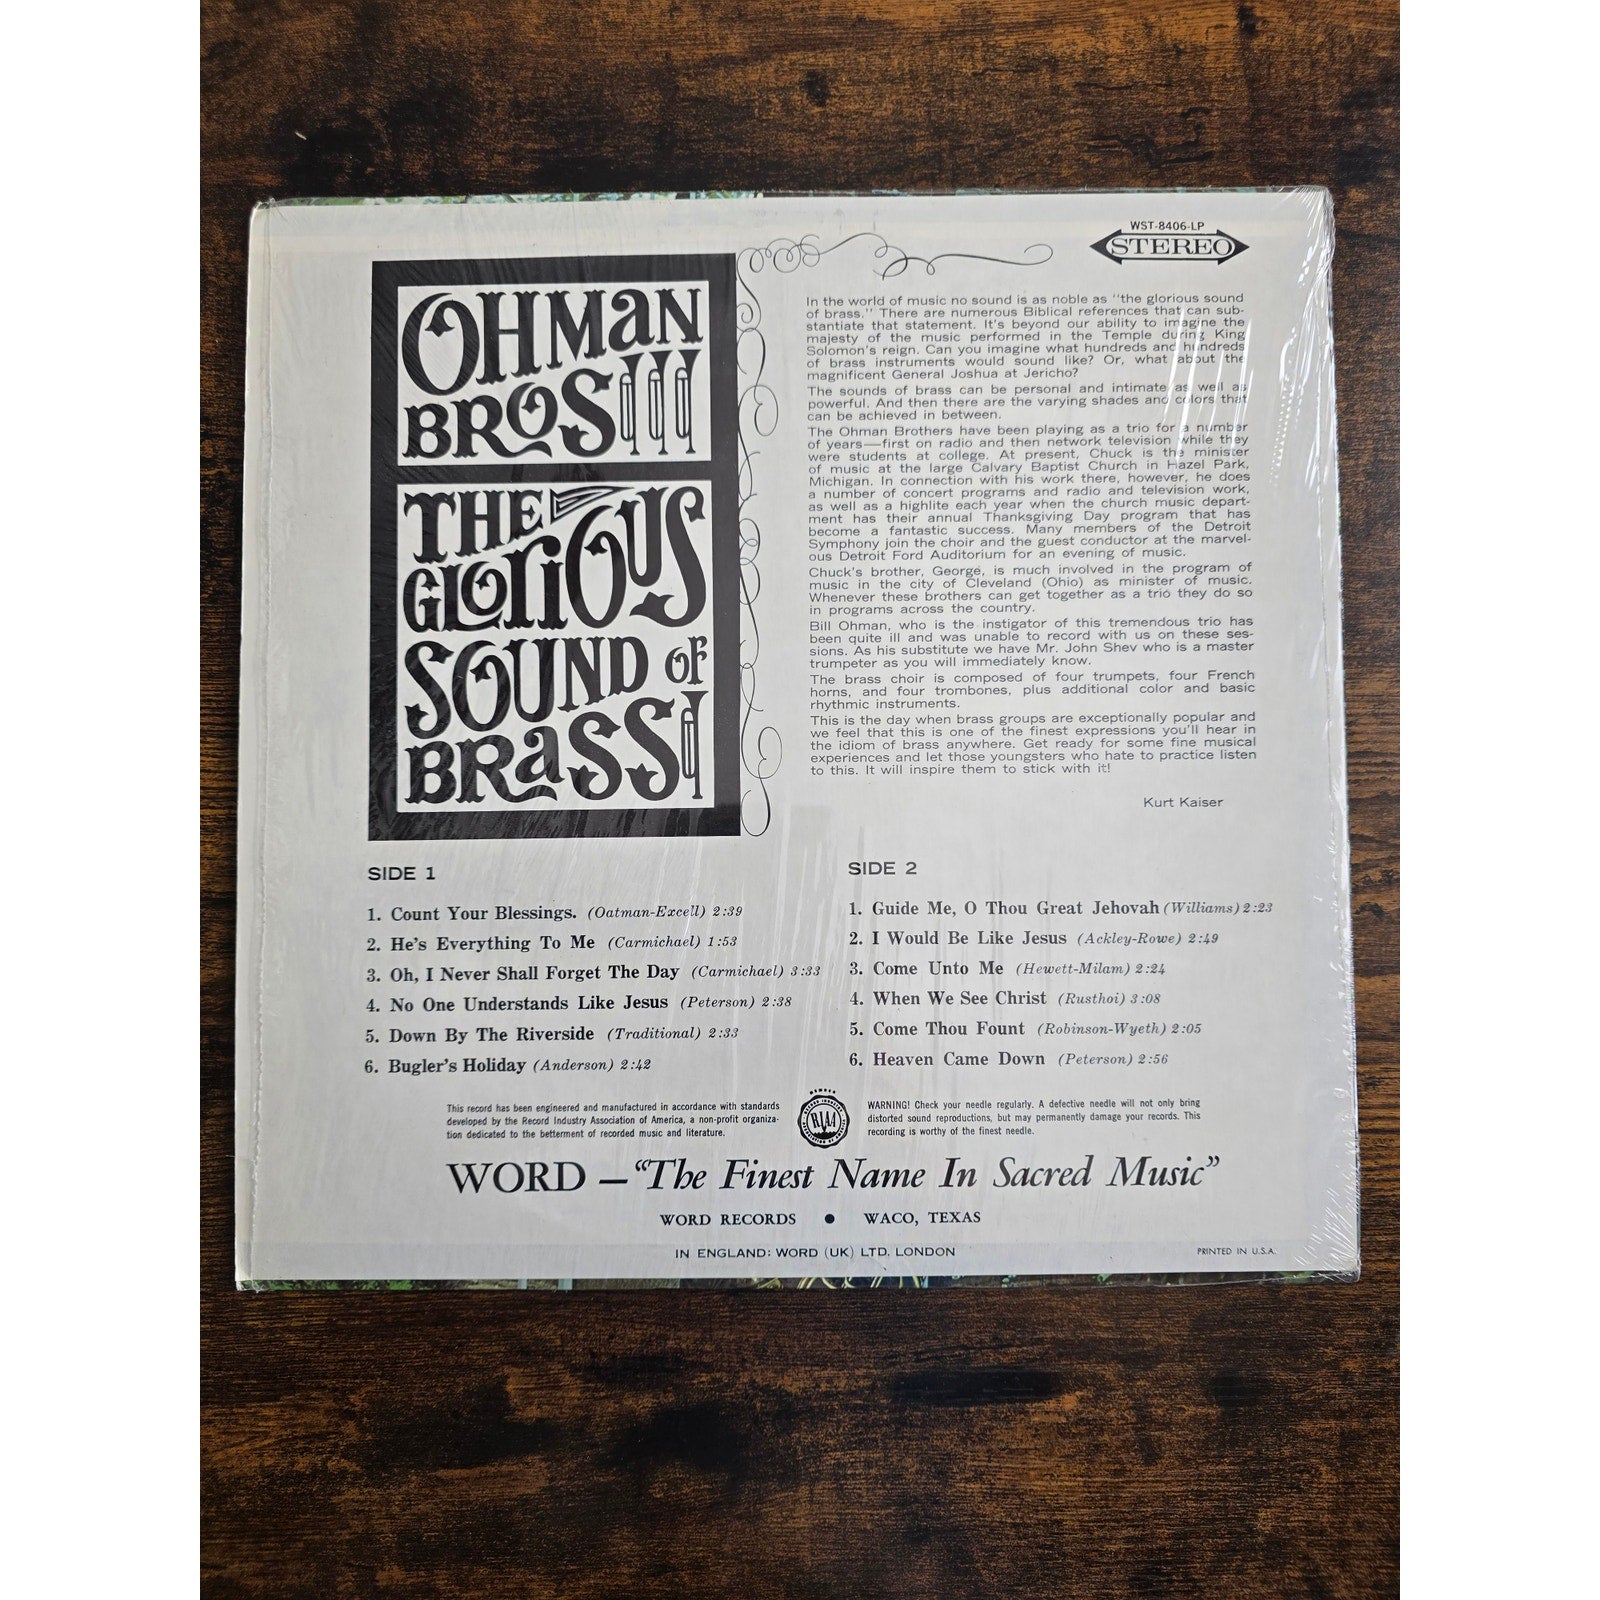 WST-8406-LP
STEREO
OHMAN
BROS
THE
GLORIOUS
SOUND OF
BRASS
In the world of music no sound is as noble as "the glorious sound
of brass." There are numerous Biblical references that can sub-
stantiate that statement. It's beyond our ability to imagine the
majesty of the music performed in the Temple during King
Solomon's reign. Can you imagine what hundreds and hundreds
of brass instruments would sound like? Or, what about the
magnificent General Joshua at Jericho?
The sounds of brass can be personal and intimate as well as
powerful. And then there are the varying shades and colors that
can be achieved in between.
The Ohman Brothers have been playing as a trio for a number
of years—first on radio and then network television while they
were students at college. At present, Chuck is the minister
of music at the large Calvary Baptist Church in Hazel Park,
Michigan. In connection with his work there, however, he does
a number of concert programs and radio and television work,
as well as a highlite each year when the church music depart-
ment has their annual Thanksgiving Day program that has
become a fantastic success. Many members of the Detroit
Symphony join the choir and the guest conductor at the marvel-
ous Detroit Ford Auditorium for an evening of music.
Chuck's brother, George, is much involved in the program of
music in the city of Cleveland (Ohio) as minister of music.
Whenever these brothers can get together as a trio they do so
in programs across the country.
Bill Ohman, who is the instigator of this tremendous trio has
been quite ill and was unable to record with us on these ses-
sions. As his substitute we have Mr. John Shev who is a master
trumpeter as you will immediately know.
The brass choir is composed of four trumpets, four French
horns, and four trombones, plus additional color and basic
rhythmic instruments.
This is the day when brass groups are exceptionally popular and
we feel that this is one of the finest expressions you'll hear in
the idiom of brass anywhere. Get ready for some fine musical
experiences and let those youngsters who hate to practice listen
to this. It will inspire them to stick with it!
Kurt Kaiser
SIDE 1
1. Count Your Blessings. (Oatman-Excell) 2:39
2. He's Everything To Me (Carmichael) 1:53
3. Oh, I Never Shall Forget The Day (Carmichael) 3:33
4. No One Understands Like Jesus (Peterson) 2:38
5. Down By The Riverside (Traditional) 2:33
6. Bugler's Holiday (Anderson) 2:42
SIDE 2
1. Guide Me, O Thou Great Jehovah (Williams) 2:23
2. I Would Be Like Jesus (Ackley-Rowe) 2:49
3. Come Unto Me (Hewett-Milam) 2:24
4. When We See Christ (Rusthoi) 3:08
5. Come Thou Fount (Robinson-Wyeth) 2:05
6. Heaven Came Down (Peterson) 2:56
This record has been engineered and manufactured in accordance with standards
developed by the Record Industry Association of America, a non-profit organiza-
tion dedicated to the betterment of recorded music and literature.
MEMBER
RIAA
WARNING! Check your needle regularly. A defective needle will not only bring
distorted sound reproductions, but may permanently damage your records. This
recording is worthy of the finest needle.
WORD — "The Finest Name In Sacred Music"
WORD RECORDS ● WACO, TEXAS
IN ENGLAND: WORD (UK) LTD. LONDON
PRINTED IN U.S.A.